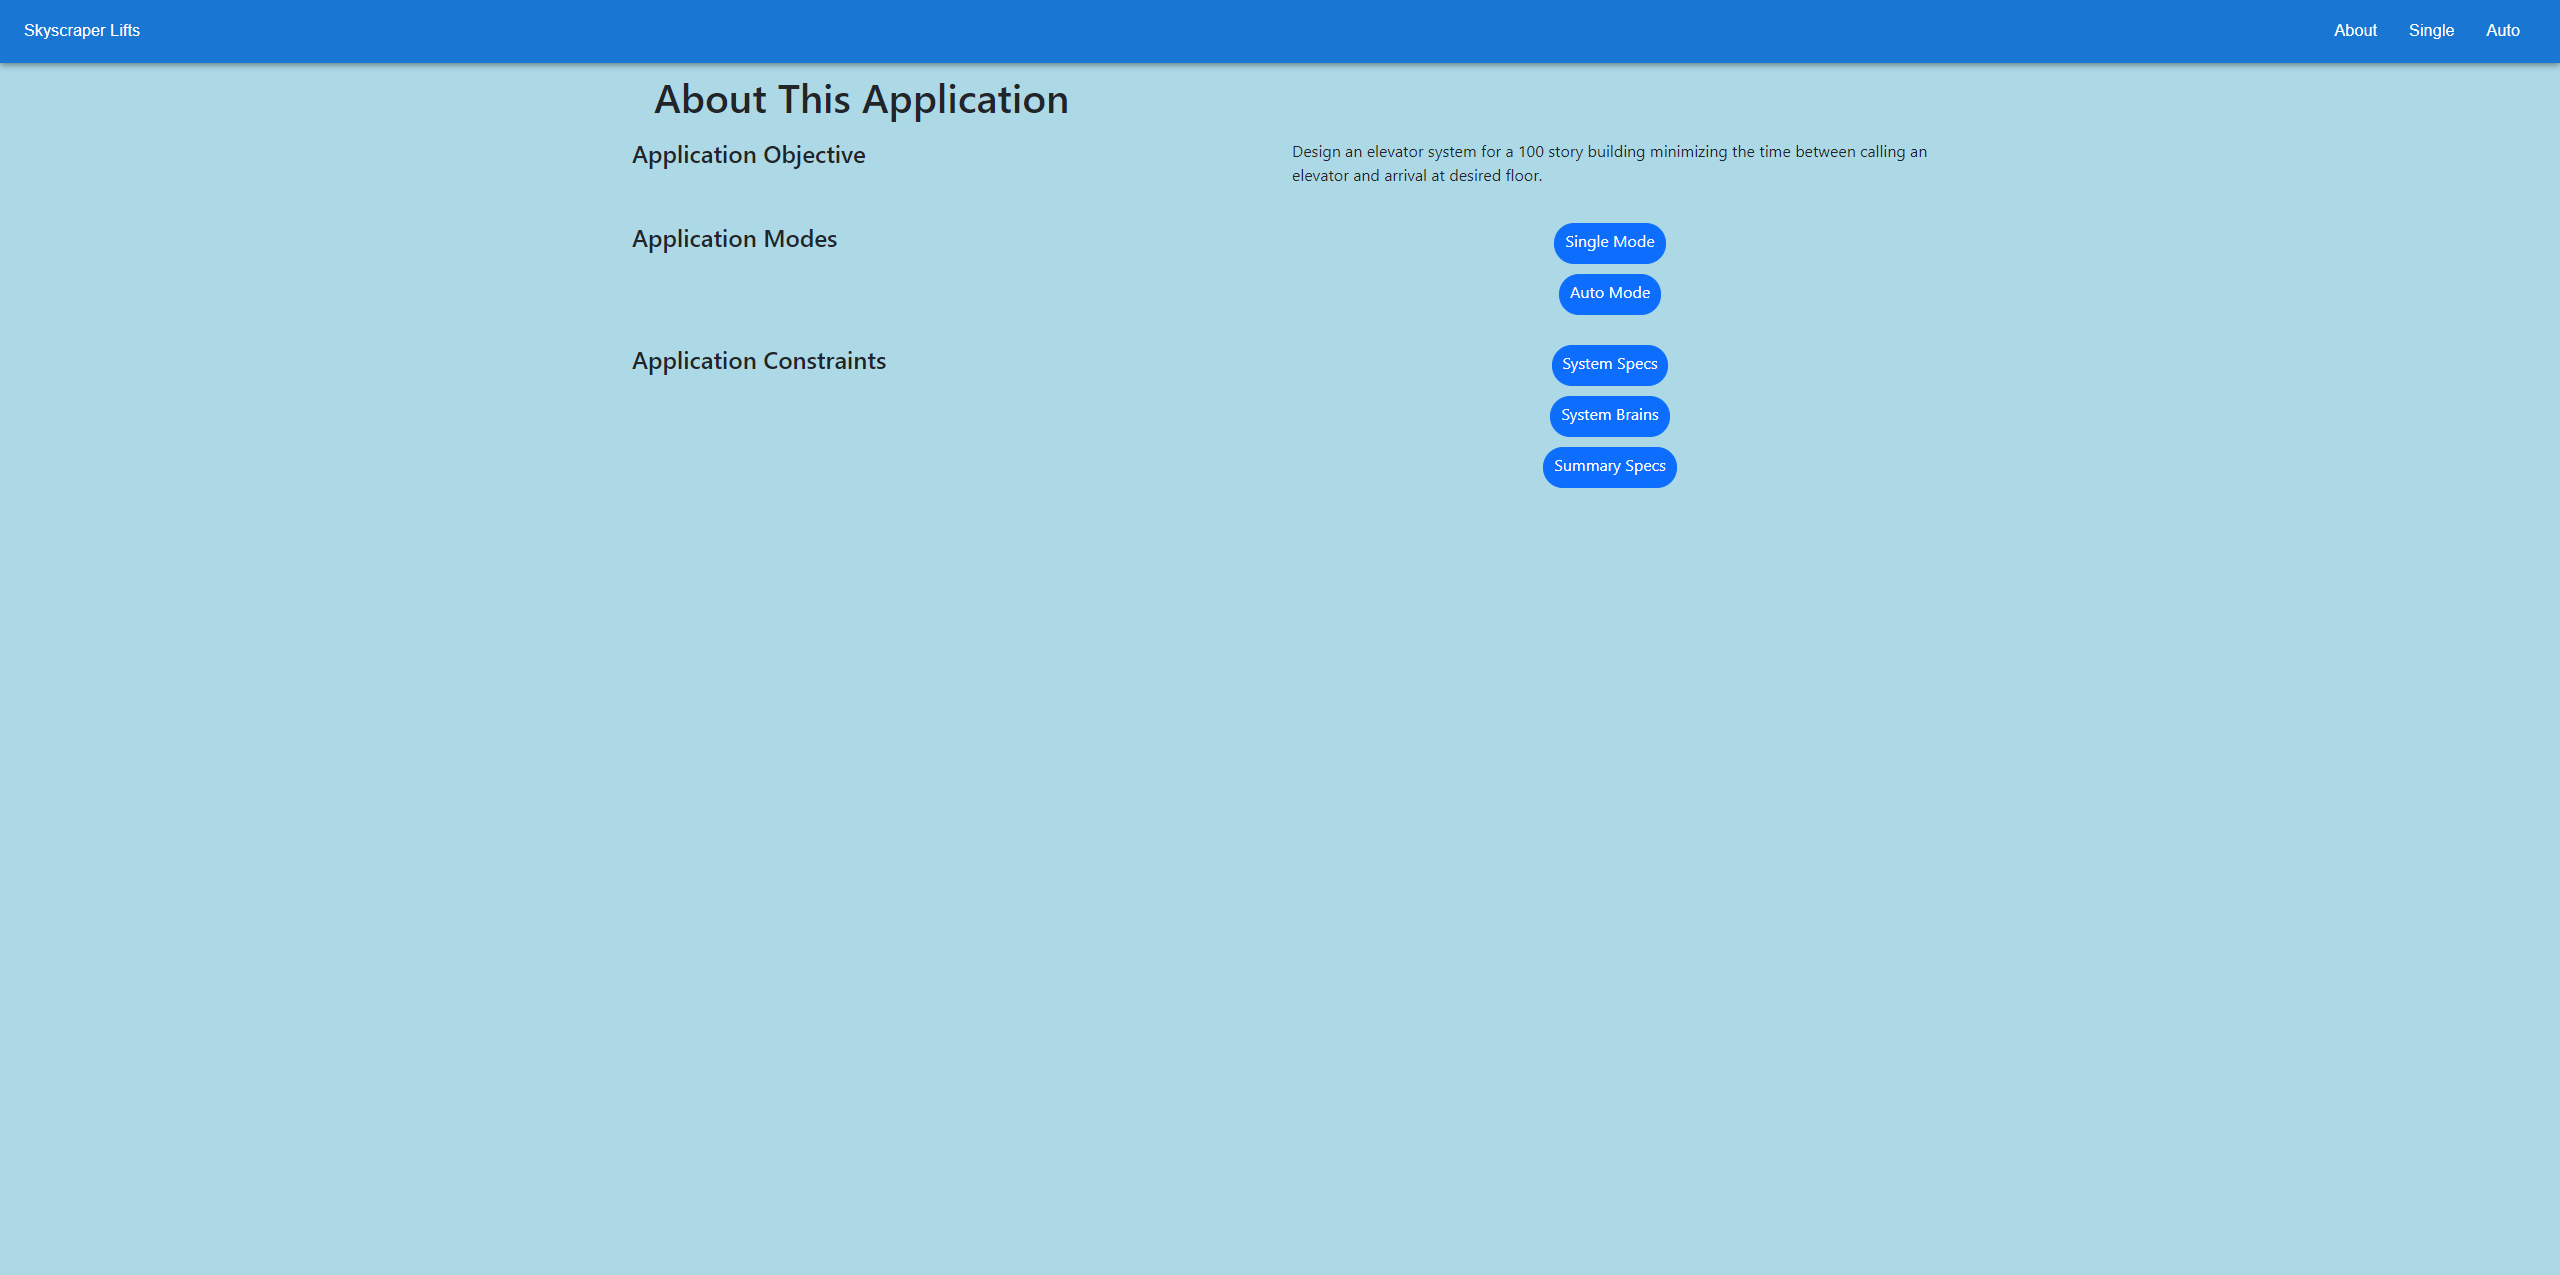 Skyscraper Lifts
About
Single
Auto
About This Application
Application Objective
Design an elevator system for a 100 story building minimizing the time between calling an
elevator and arrival at desired floor.
Application Modes
Single Mode
Auto Mode
Application Constraints
System Specs
System Brains
Summary Specs